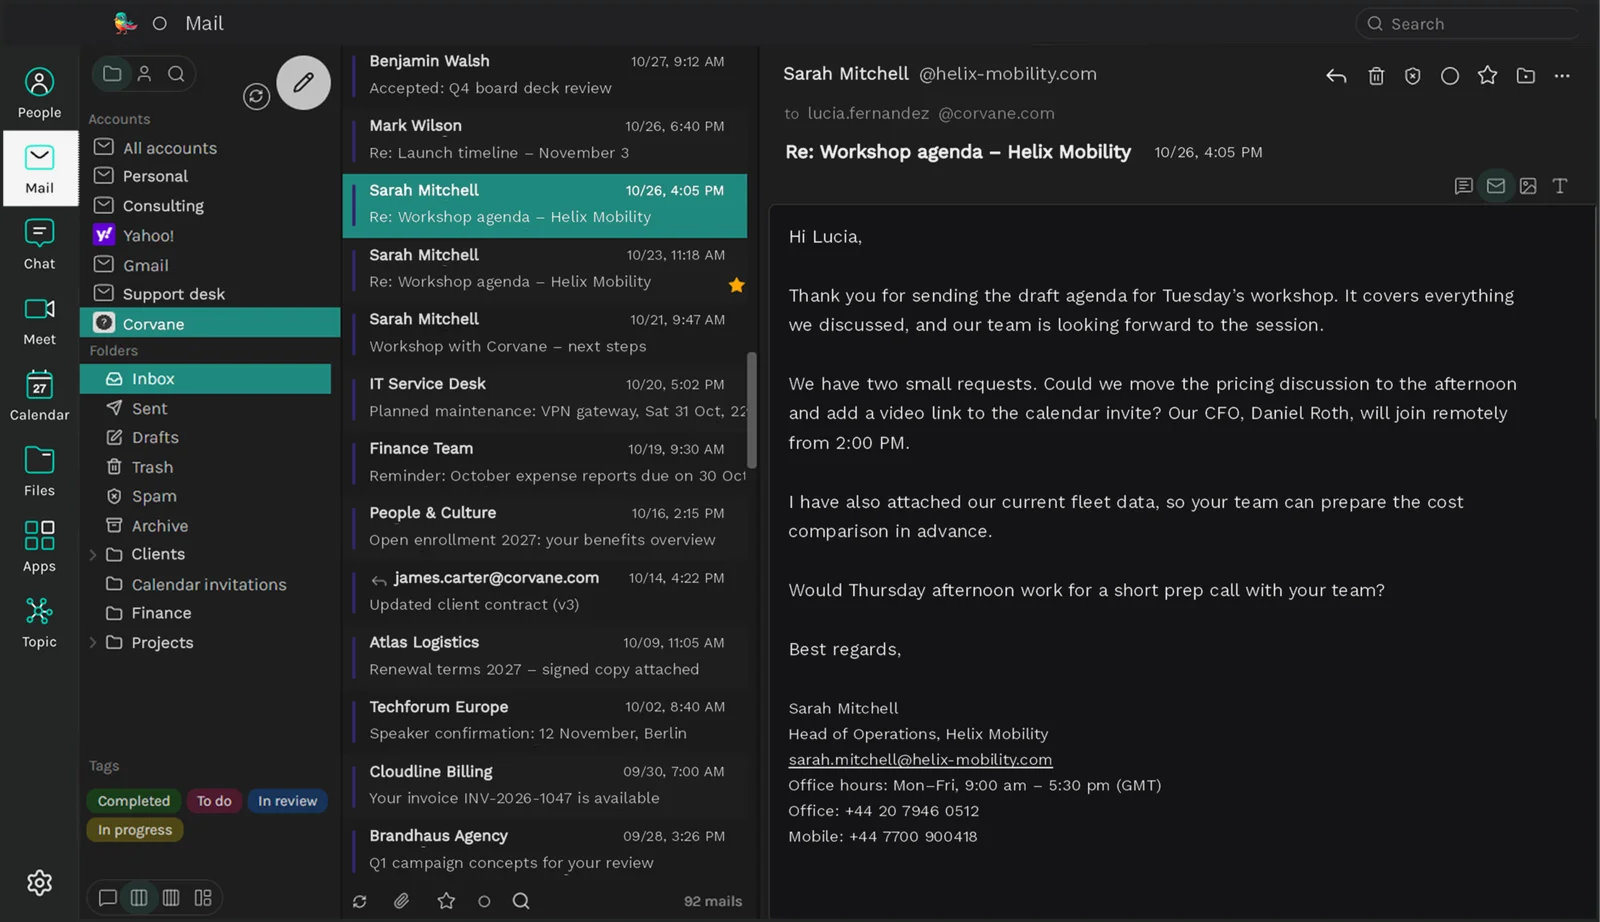 Mail
Search
People
Mail
Chat
Meet
27
Calendar
Files
Apps
Topic
Accounts
All accounts
Personal
Consulting
y!
Yahoo!
Gmail
Support desk
?
Corvane
Folders
Inbox
Sent
Drafts
Trash
Spam
Archive
Clients
Calendar invitations
Finance
Projects
Tags
Completed
To do
In review
In progress
Benjamin Walsh 10/27, 9:12 AM
Accepted: Q4 board deck review
Mark Wilson 10/26, 6:40 PM
Re: Launch timeline – November 3
Sarah Mitchell 10/26, 4:05 PM
Re: Workshop agenda – Helix Mobility
Sarah Mitchell 10/23, 11:18 AM
Re: Workshop agenda – Helix Mobility
Sarah Mitchell 10/21, 9:47 AM
Workshop with Corvane – next steps
IT Service Desk 10/20, 5:02 PM
Planned maintenance: VPN gateway, Sat 31 Oct, 22
Finance Team 10/19, 9:30 AM
Reminder: October expense reports due on 30 Oct
People & Culture 10/16, 2:15 PM
Open enrollment 2027: your benefits overview
james.carter@corvane.com 10/14, 4:22 PM
Updated client contract (v3)
Atlas Logistics 10/09, 11:05 AM
Renewal terms 2027 – signed copy attached
Techforum Europe 10/02, 8:40 AM
Speaker confirmation: 12 November, Berlin
Cloudline Billing 09/30, 7:00 AM
Your invoice INV-2026-1047 is available
Brandhaus Agency 09/28, 3:26 PM
Q1 campaign concepts for your review
92 mails
Sarah Mitchell @helix-mobility.com
to lucia.fernandez @corvane.com
Re: Workshop agenda – Helix Mobility 10/26, 4:05 PM
Hi Lucia,
Thank you for sending the draft agenda for Tuesday's workshop. It covers everything
we discussed, and our team is looking forward to the session.
We have two small requests. Could we move the pricing discussion to the afternoon
and add a video link to the calendar invite? Our CFO, Daniel Roth, will join remotely
from 2:00 PM.
I have also attached our current fleet data, so your team can prepare the cost
comparison in advance.
Would Thursday afternoon work for a short prep call with your team?
Best regards,
Sarah Mitchell
Head of Operations, Helix Mobility
sarah.mitchell@helix-mobility.com
Office hours: Mon–Fri, 9:00 am – 5:30 pm (GMT)
Office: +44 20 7946 0512
Mobile: +44 7700 900418